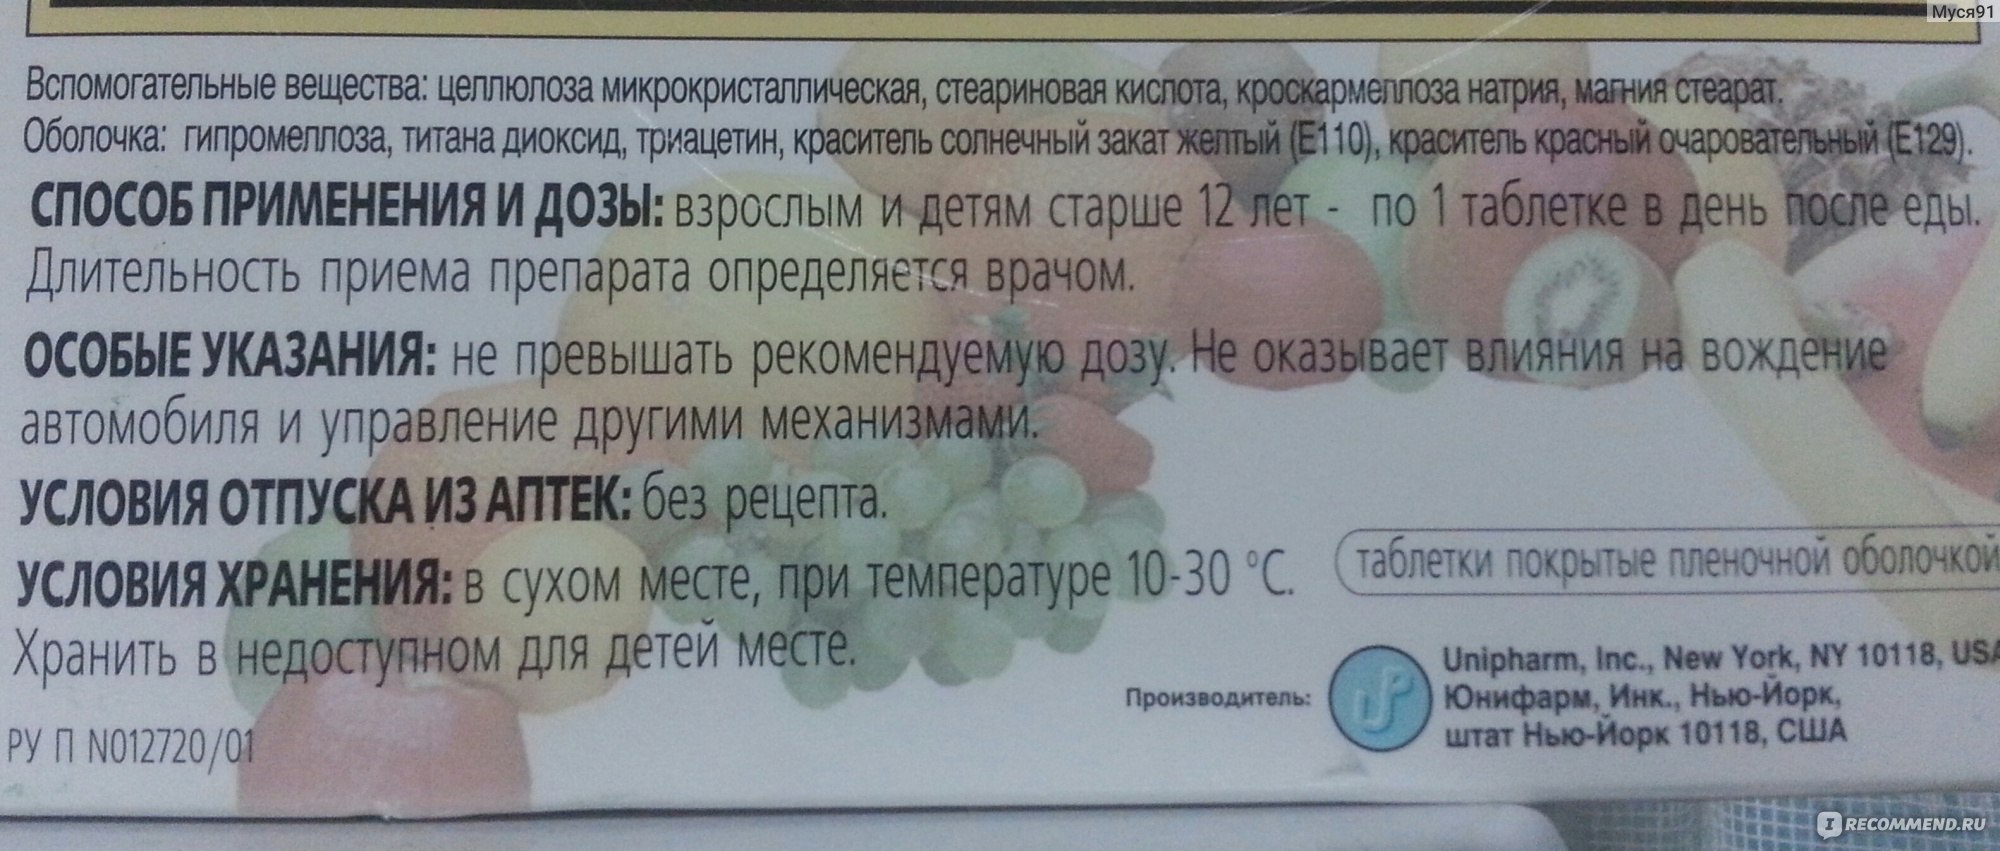 Муся91
Вспомогательные вещества: целлюлоза микрокристаллическая, стеариновая кислота, кроскармеллоза натрия, магния стеарат.
Оболочка: гипромеллоза, титана диоксид, триацетин, краситель солнечный закат желтый (Е110), краситель красный очаровательный (Е129).
СПОСОБ ПРИМЕНЕНИЯ И ДОЗЫ: взрослым и детям старше 12 лет - по 1 таблетке в день после еды.
Длительность приема препарата определяется врачом.
ОСОБЫЕ УКАЗАНИЯ: не превышать рекомендуемую дозу. Не оказывает влияния на вождение
автомобиля и управление другими механизмами.
УСЛОВИЯ ОТПУСКА ИЗ АПТЕК: без рецепта.
УСЛОВИЯ ХРАНЕНИЯ: в сухом месте, при температуре 10-30 °С.
Хранить в недоступном для детей месте.
таблетки покрытые пленочной оболочкой
РУ П N012720/01
Производитель:
UP
Unipharm, Inc., New York, NY 10118, USA
Юнифарм, Инк., Нью-Йорк,
штат Нью-Йорк 10118, США
I RECOMMEND.RU